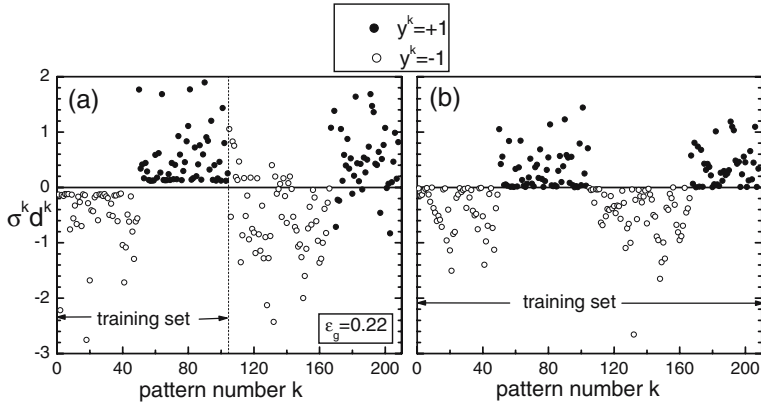 y^k=+1
y^k=-1
(a)
(b)
2
1
0
-1
-2
-3
σ^k d^k
training set
ε_g=0.22
training set
0 40 80 120 160 200
0 40 80 120 160 200
pattern number k
pattern number k